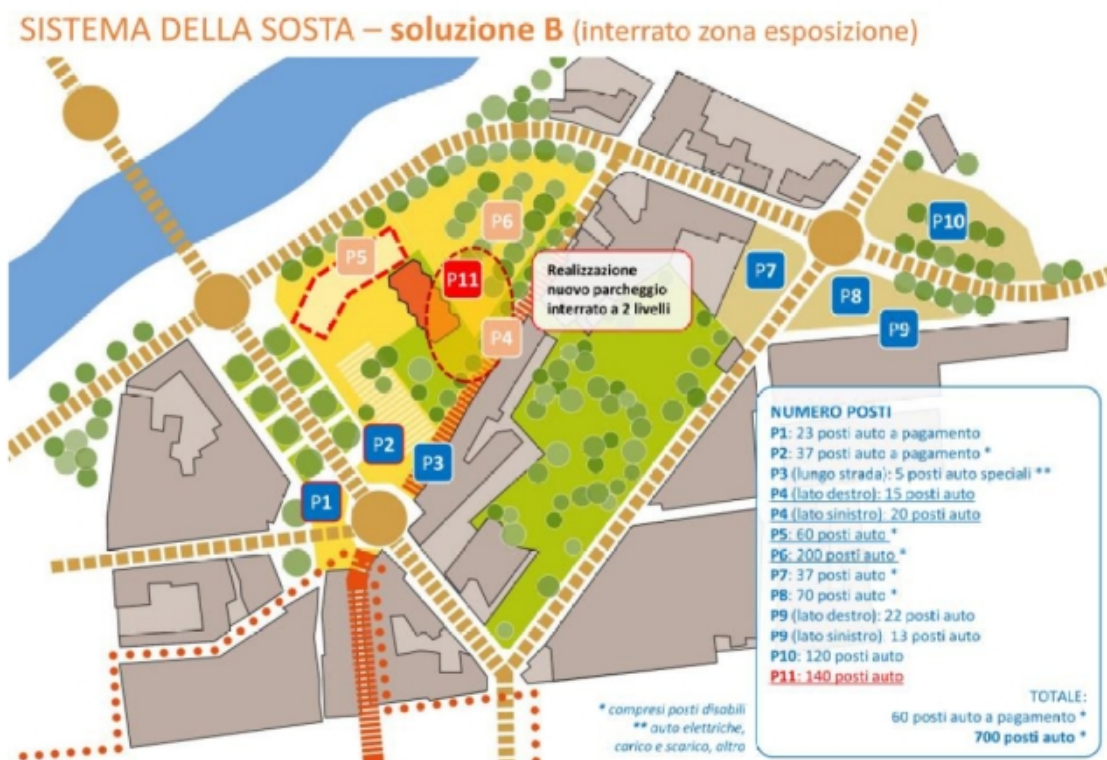 SISTEMA DELLA SOSTA – soluzione B (interrato zona esposizione)
P10
P6
P5
P7
P11
Realizzazione
nuovo parcheggio
interrato a 2 livelli
P8
P4
P9
P2
P3
P1
NUMERO POSTI
P1: 23 posti auto a pagamento
P2: 37 posti auto a pagamento *
P3 (lungo strada): 5 posti auto speciali **
P4 (lato destro): 15 posti auto
P4 (lato sinistro): 20 posti auto
P5: 60 posti auto *
P6: 200 posti auto *
P7: 37 posti auto *
P8: 70 posti auto *
P9 (lato destro): 22 posti auto
P9 (lato sinistro) 13 posti auto
P10: 120 posti auto
P11: 140 posti auto
TOTALE:
60 posti auto a pagamento *
700 posti auto *
* compresi posti disabili
** auto elettriche,
carico e scarico, altro